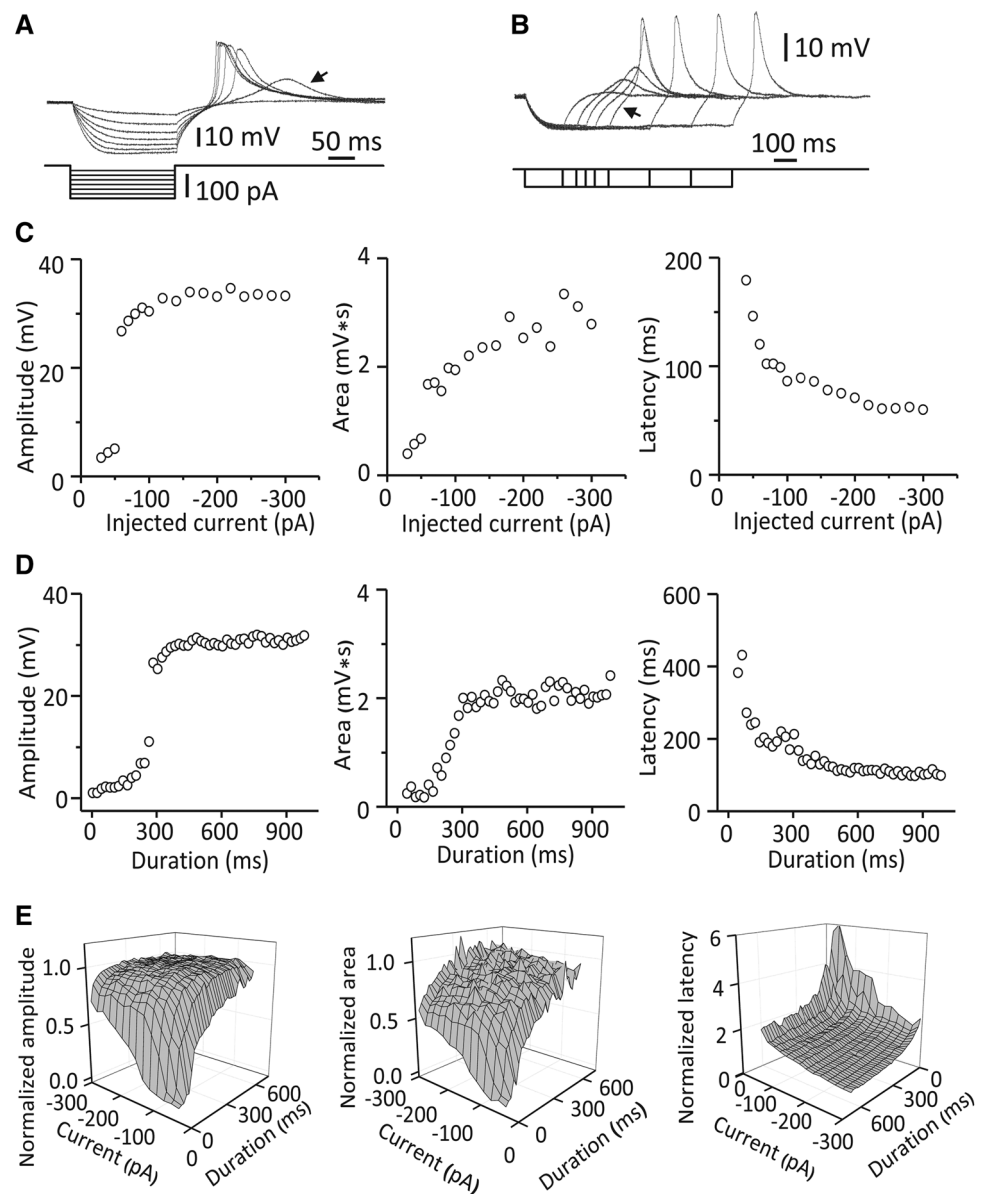 A
10 mV
50 ms
100 pA
B
10 mV
100 ms
C
Amplitude (mV)
40
20
0
0 -100 -200 -300
Injected current (pA)
Area (mV*s)
4
2
0
0 -100 -200 -300
Injected current (pA)
Latency (ms)
200
100
0
0 -100 -200 -300
Injected current (pA)
D
Amplitude (mV)
40
20
0
0 300 600 900
Duration (ms)
Area (mV*s)
4
2
0
0 300 600 900
Duration (ms)
Latency (ms)
600
400
200
0
0 300 600 900
Duration (ms)
E
Normalized amplitude
1.0
0.5
0.0
-300
-200
-100
0
Current (pA)
600
300
0
Duration (ms)
Normalized area
1.0
0.5
0.0
-300
-200
-100
0
Current (pA)
600
300
0
Duration (ms)
Normalized latency
6
4
2
0
0
-100
-200
-300
Current (pA)
0
300
600
Duration (ms)